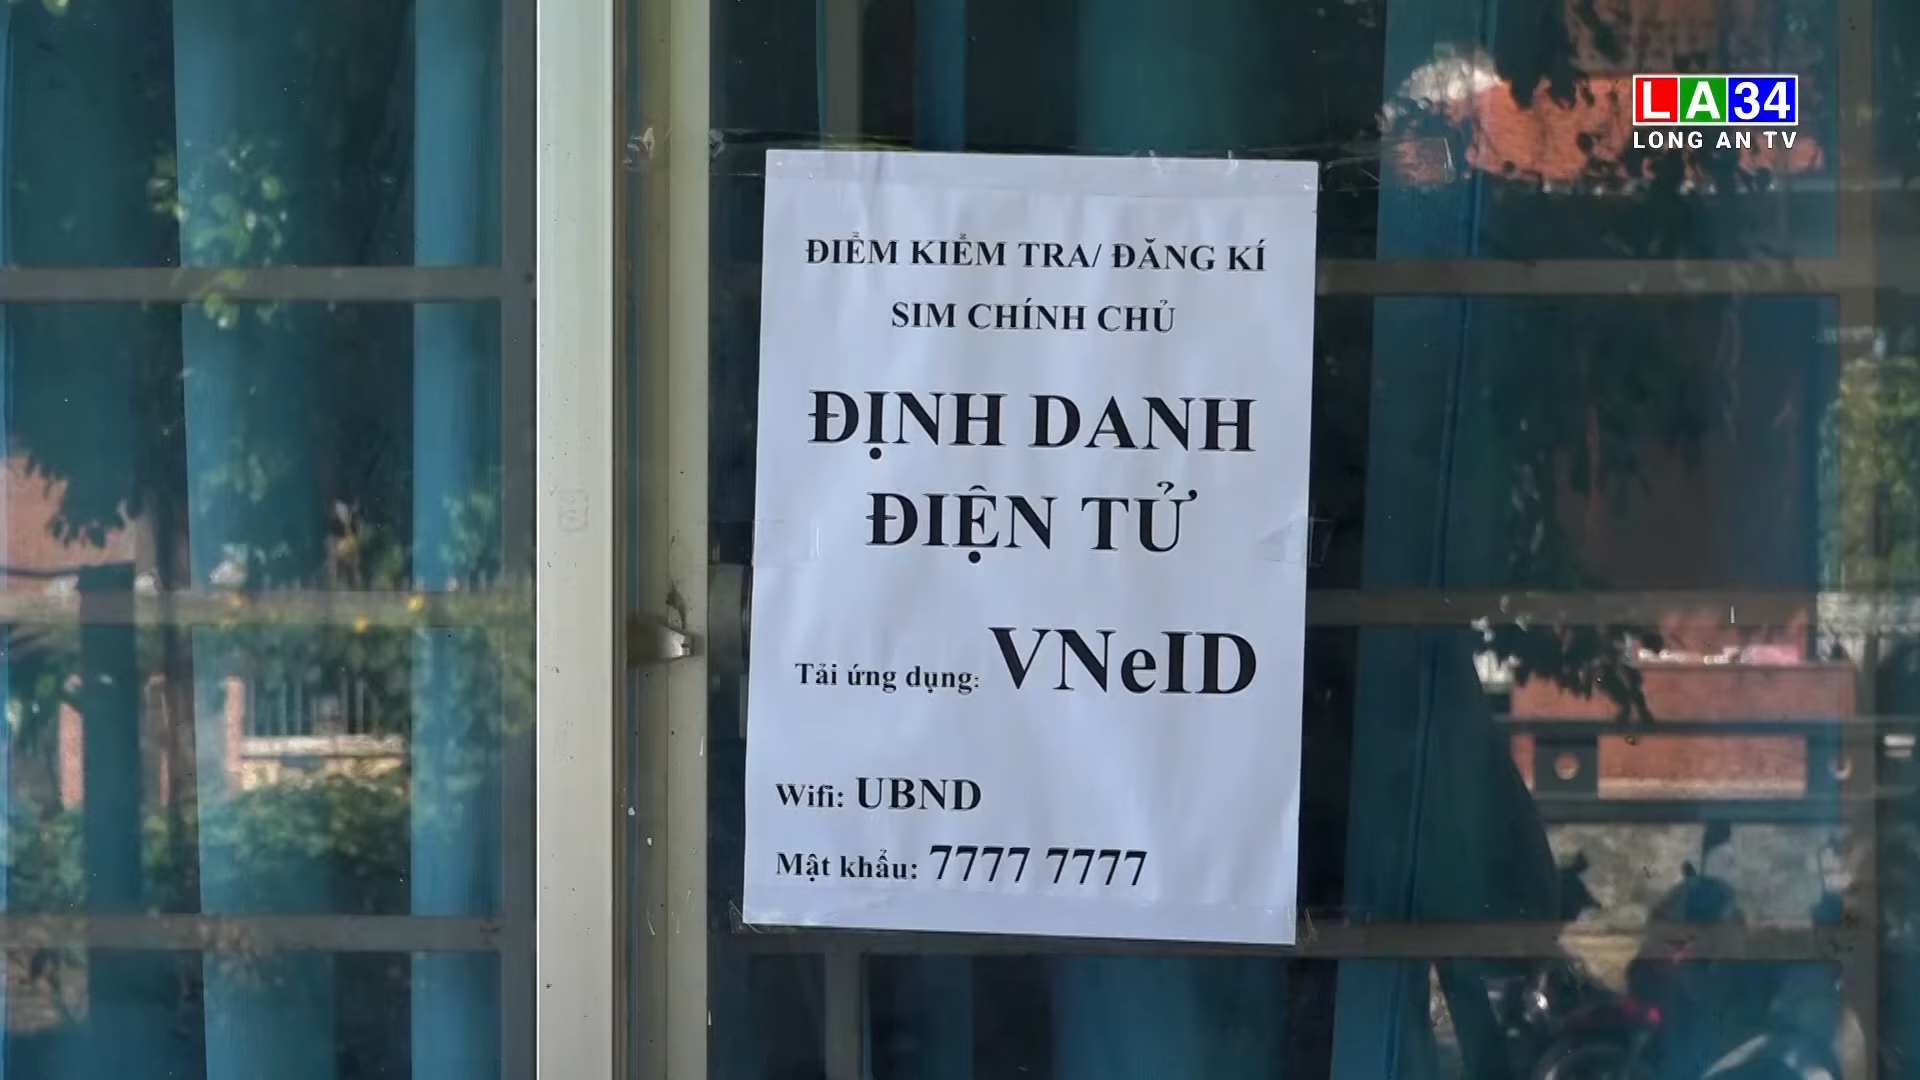 LA34
LONG AN TV
ĐIỂM KIỂM TRA/ ĐĂNG KÍ
SIM CHÍNH CHỦ
ĐỊNH DANH
ĐIỆN TỬ
Tải ứng dụng: VNeID
Wifi: UBND
Mật khẩu: 7777 7777